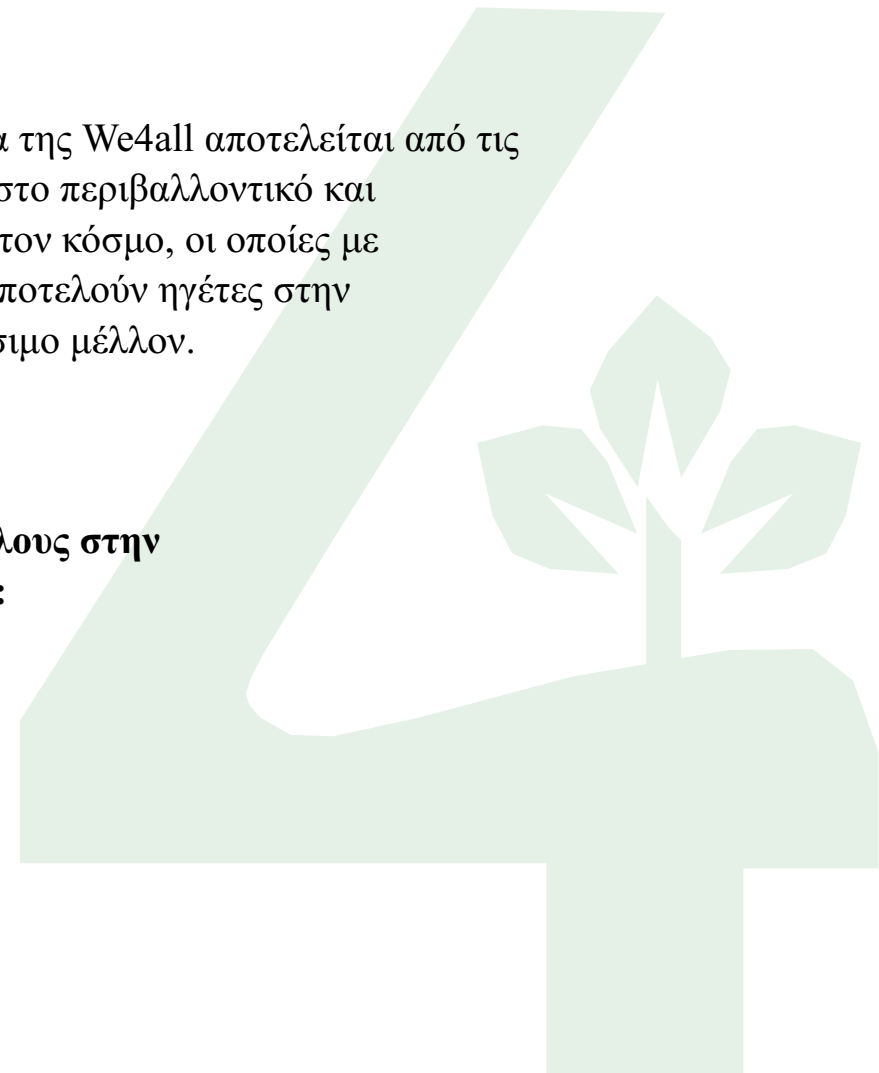 της We4all αποτελείται από τις
στο περιβαλλοντικό και
τον κόσμο, οι οποίες με
ποτελούν ηγέτες στην
σιμο μέλλον.
λους στην
:
4